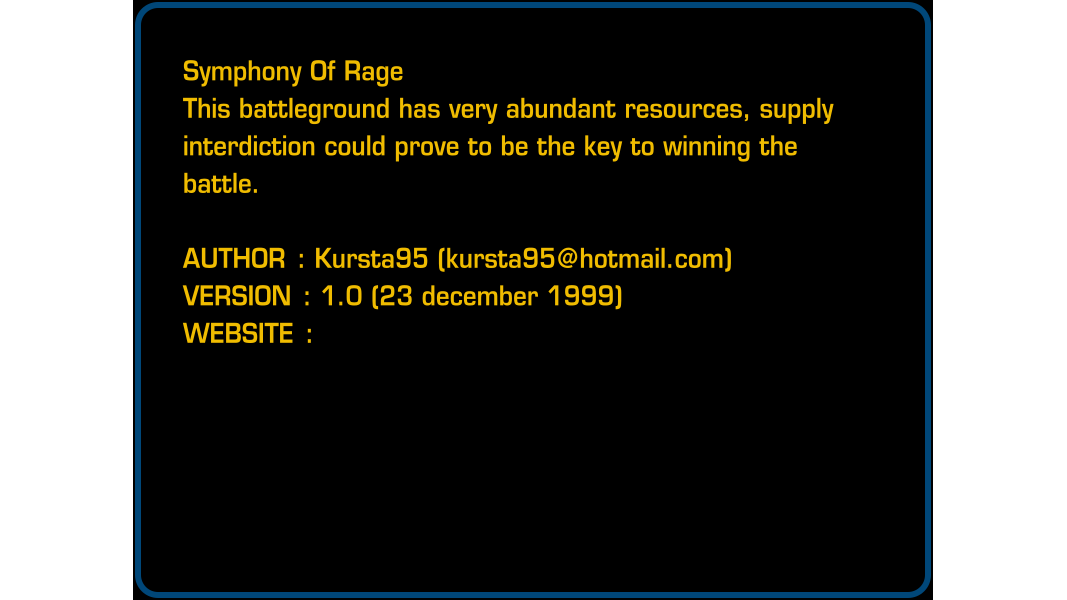 Symphony Of Rage
This battleground has very abundant resources, supply
interdiction could prove to be the key to winning the
battle.
AUTHOR : Kursta95 (kursta95@hotmail.com)
VERSION : 1.0 (23 december 1999)
WEBSITE :